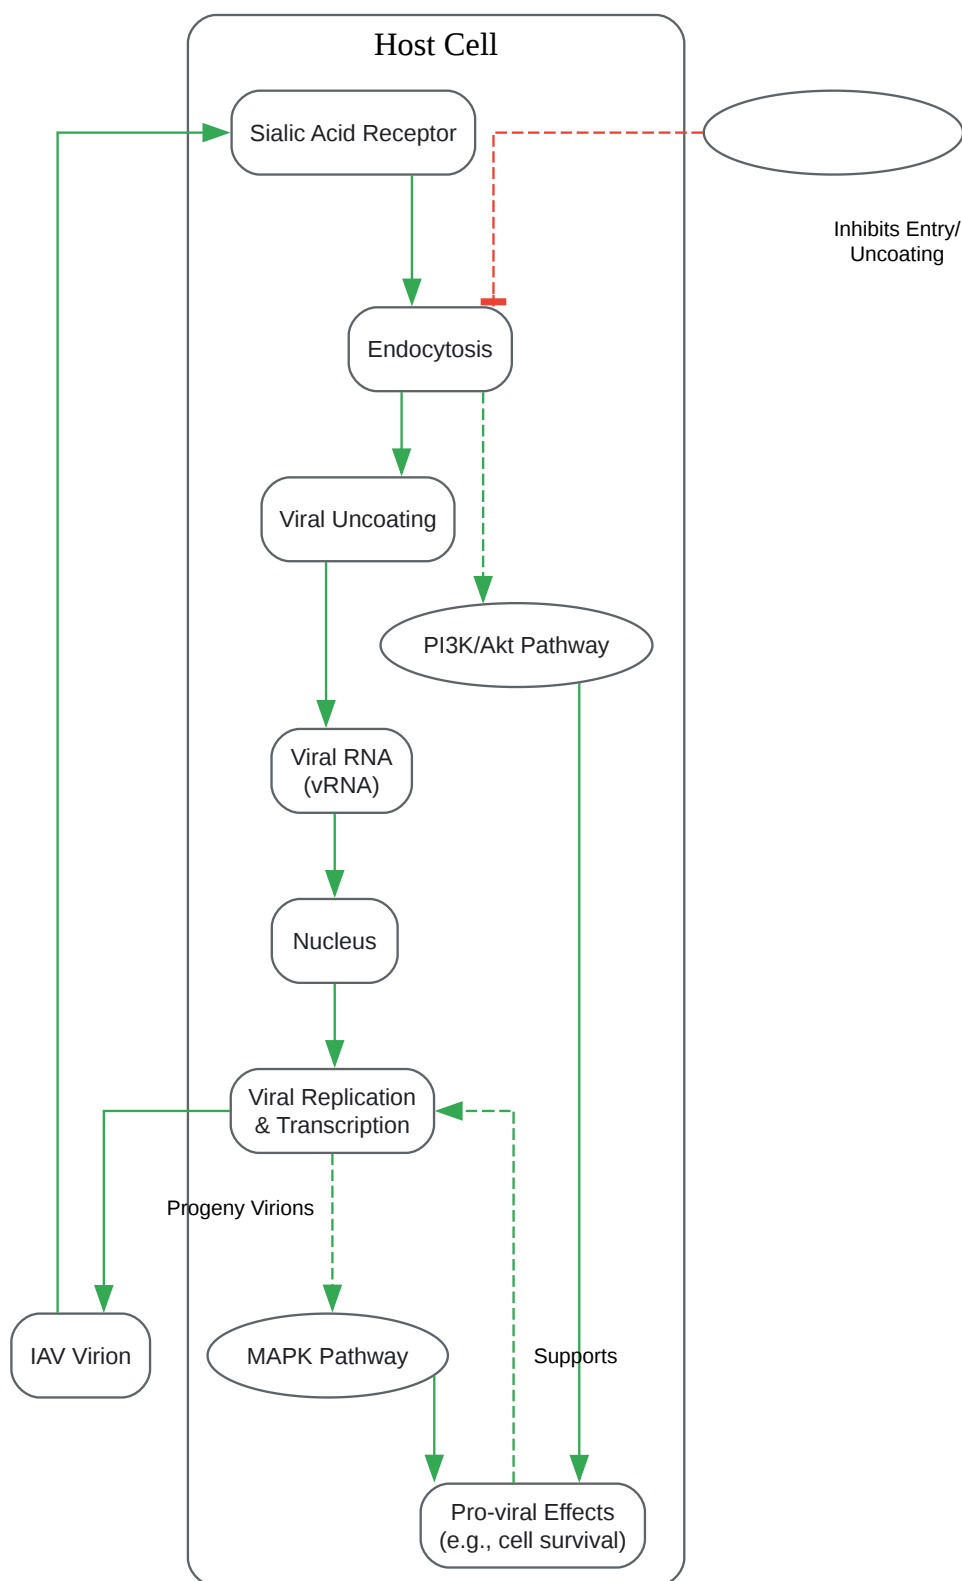 Host Cell
Sialic Acid Receptor
Inhibits Entry/
Uncoating
Endocytosis
Viral Uncoating
PI3K/Akt Pathway
Viral RNA
(vRNA)
Nucleus
Viral Replication
& Transcription
Progeny Virions
IAV Virion
MAPK Pathway
Supports
Pro-viral Effects
(e.g., cell survival)